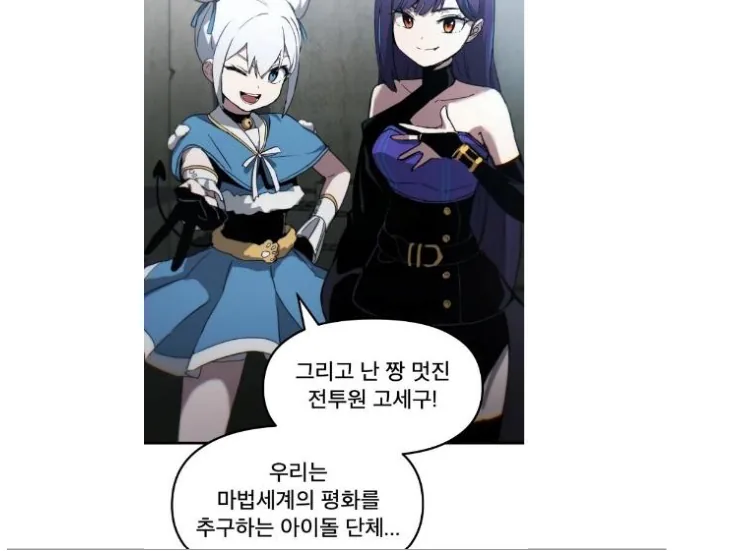 그리고 난 짱 멋진
전투원 고세구!
우리는
마법세계의 평화를
추구하는 아이돌 단체...